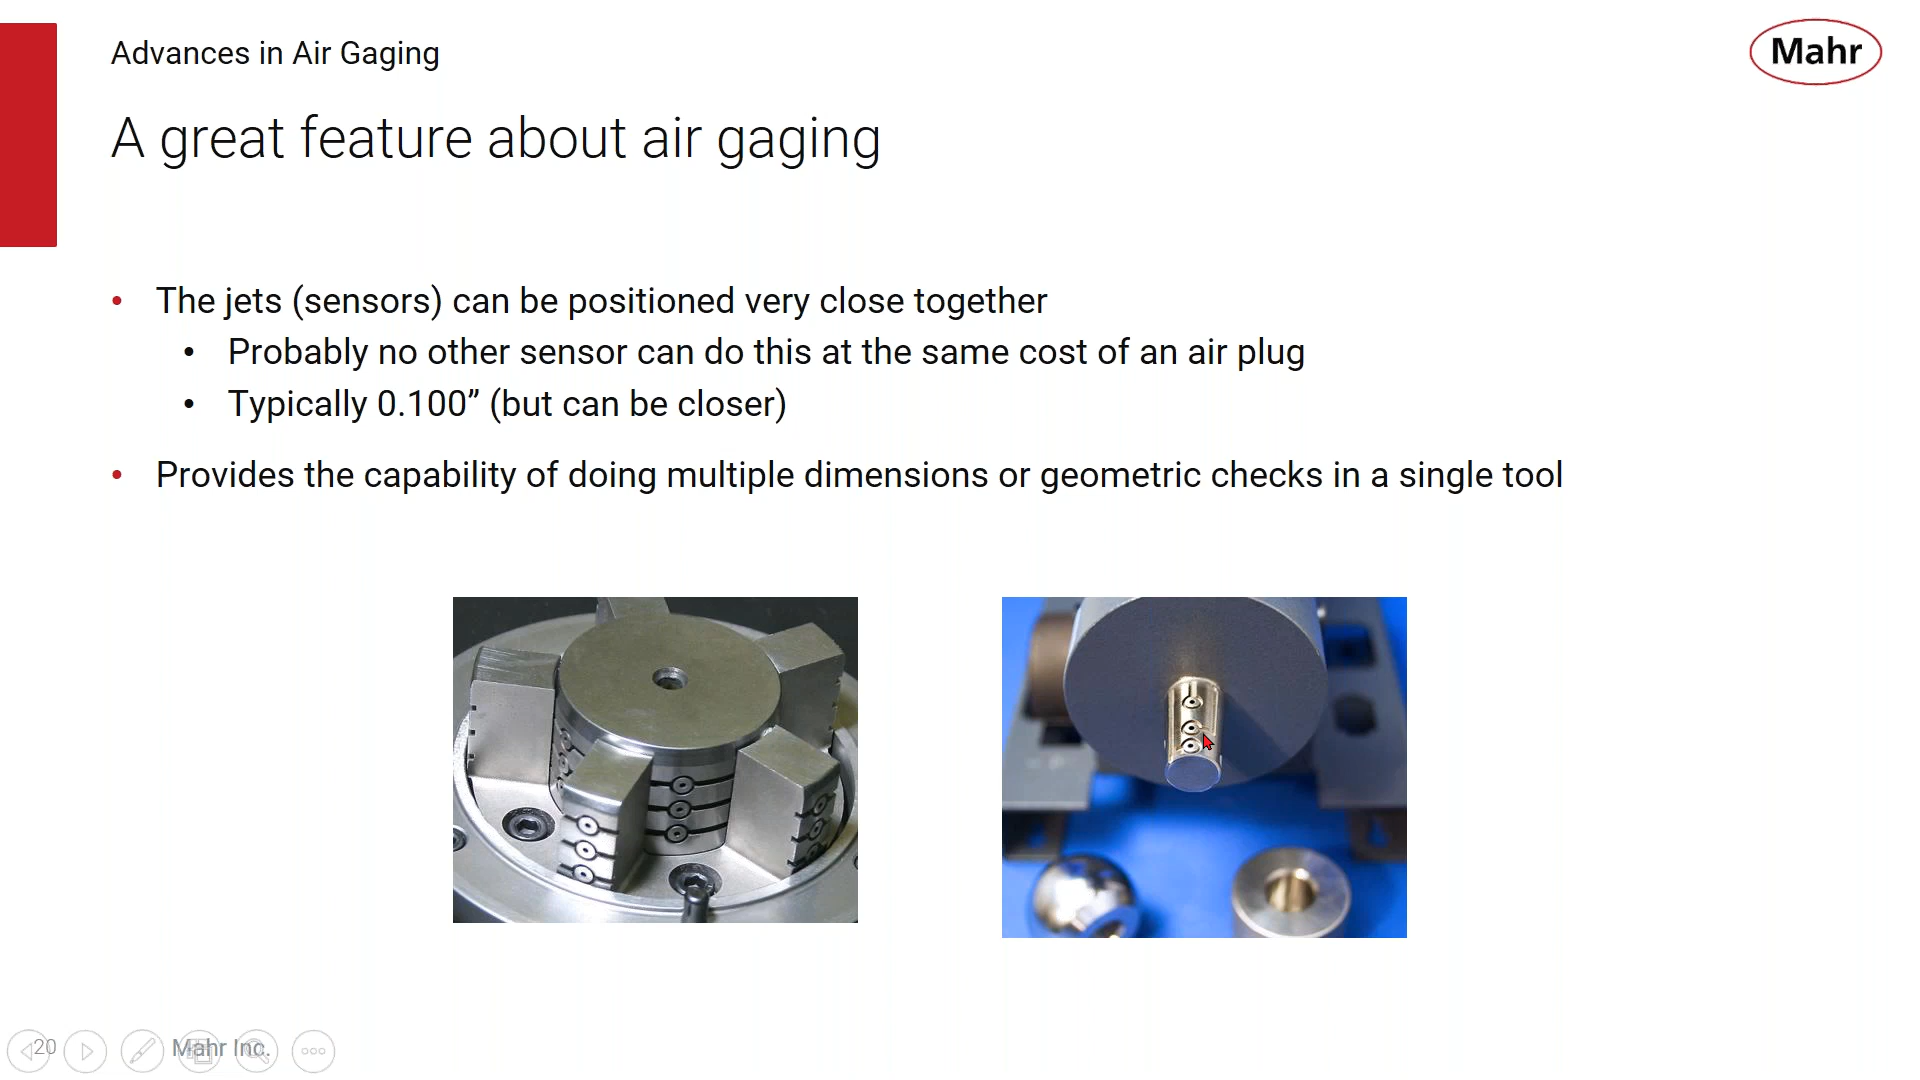 Advances in Air Gaging
Mahr
A great feature about air gaging
• The jets (sensors) can be positioned very close together
• Probably no other sensor can do this at the same cost of an air plug
• Typically 0.100” (but can be closer)
• Provides the capability of doing multiple dimensions or geometric checks in a single tool
20
Mahr Inc.